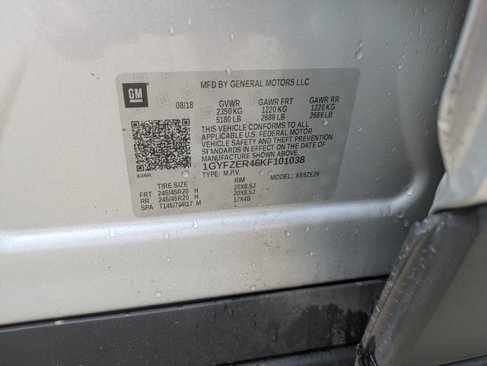 GM
MFD BY GENERAL MOTORS LLC
08/18 GVWR GAWR FRT GAWR RR
2350 KG 1220 KG 1220 KG
5180 LB 2689 LB 2689 LB
THIS VEHICLE CONFORMS TO ALL
APPLICABLE U.S. FEDERAL MOTOR
VEHICLE SAFETY AND THEFT PREVENTION
STANDARDS IN EFFECT ON THE DATE OF
MANUFACTURE SHOWN ABOVE.
1GYFZER46KF101038
TYPE: M.P.V. MODEL:
TIRE SIZE RIM
FRT 245/45R20 H 20X8.5J
RR 245/45R20 H 20X8.5J
SPA T145/70R17 M 17X4B